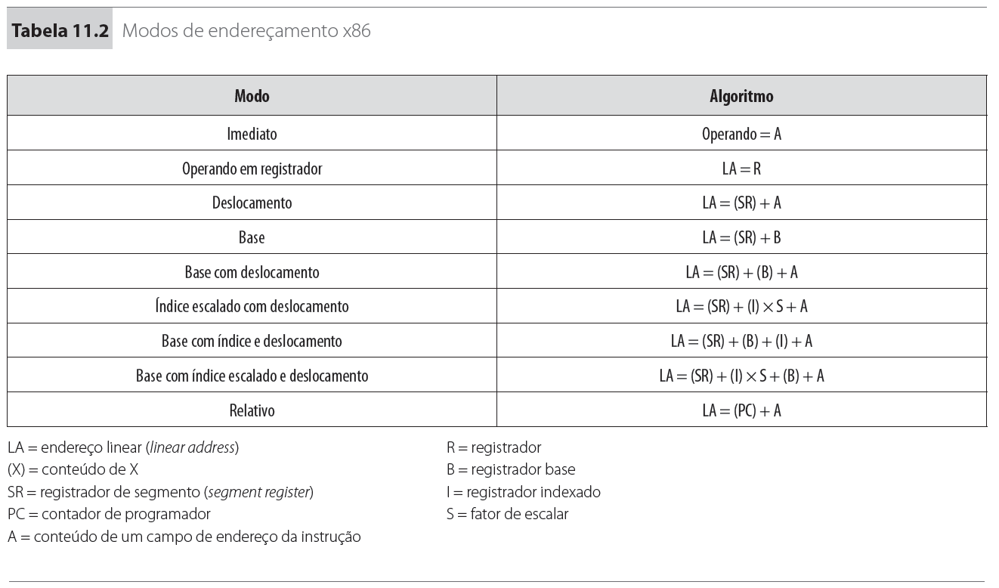 Tabela 11.2 Modos de endereçamento x86
Modo Algoritmo
Imediato Operando = A
Operando em registrador LA = R
Deslocamento LA = (SR) + A
Base LA = (SR) + B
Base com deslocamento LA = (SR) + (B) + A
Índice escalado com deslocamento LA = (SR) + (I) × S + A
Base com índice e deslocamento LA = (SR) + (B) + (I) + A
Base com índice escalado e deslocamento LA = (SR) + (I) × S + (B) + A
Relativo LA = (PC) + A
LA = endereço linear (linear address) R = registrador
(X) = conteúdo de X B = registrador base
SR = registrador de segmento (segment register) I = registrador indexado
PC = contador de programador S = fator de escalar
A = conteúdo de um campo de endereço da instrução